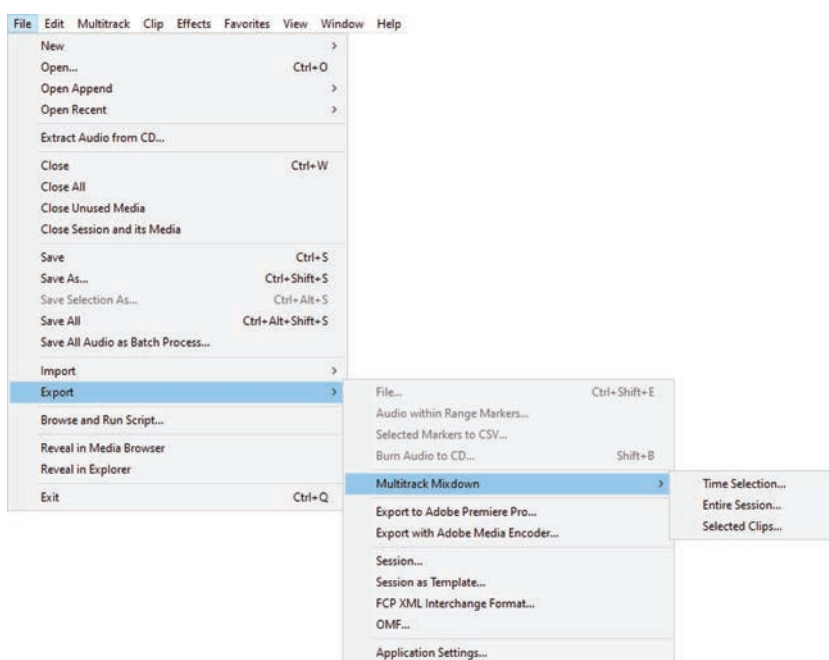 File Edit Multitrack Clip Effects Favorites View Window Help
New >
Open... Ctrl+O
Open Append >
Open Recent >
Extract Audio from CD...
Close Ctrl+W
Close All
Close Unused Media
Close Session and its Media
Save Ctrl+S
Save As... Ctrl+Shift+S
Save Selection As... Ctrl+Alt+S
Save All Ctrl+Alt+Shift+S
Save All Audio as Batch Process...
Import >
Export >
Browse and Run Script...
Reveal in Media Browser
Reveal in Explorer
Exit Ctrl+Q
File... Ctrl+Shift+E
Audio within Range Markers...
Selected Markers to CSV...
Burn Audio to CD... Shift+B
Multitrack Mixdown >
Export to Adobe Premiere Pro...
Export with Adobe Media Encoder...
Session...
Session as Template...
FCP XML Interchange Format...
OMF...
Application Settings...
Time Selection...
Entire Session...
Selected Clips...